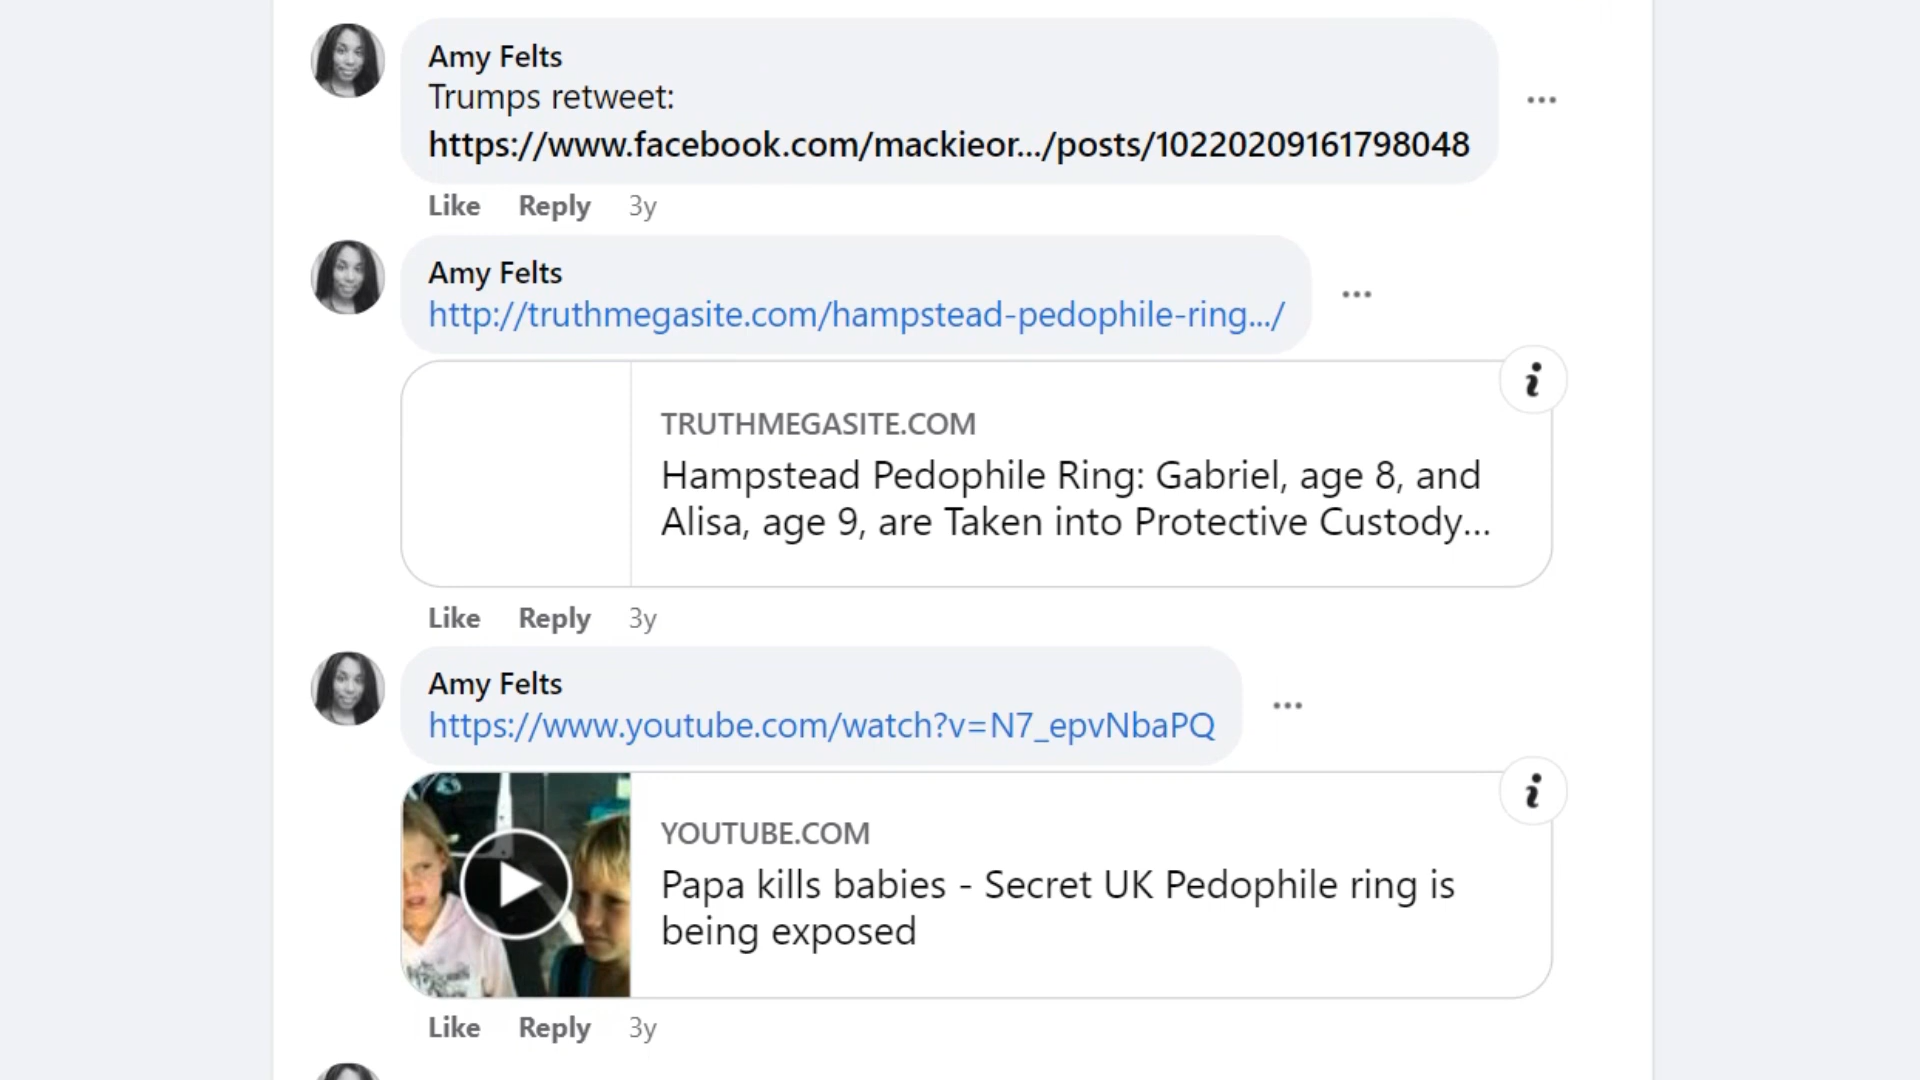 Amy Felts
Trumps retweet:
https://www.facebook.com/mackieor.../posts/10220209161798048
Like Reply 3y
Amy Felts
http://truthmegasite.com/hampstead-pedophile-ring.../
TRUTHMEGASITE.COM
Hampstead Pedophile Ring: Gabriel, age 8, and
Alisa, age 9, are Taken into Protective Custody...
Like Reply 3y
Amy Felts
https://www.youtube.com/watch?v=N7_epvNbaPQ
YOUTUBE.COM
Papa kills babies - Secret UK Pedophile ring is
being exposed
Like Reply 3y